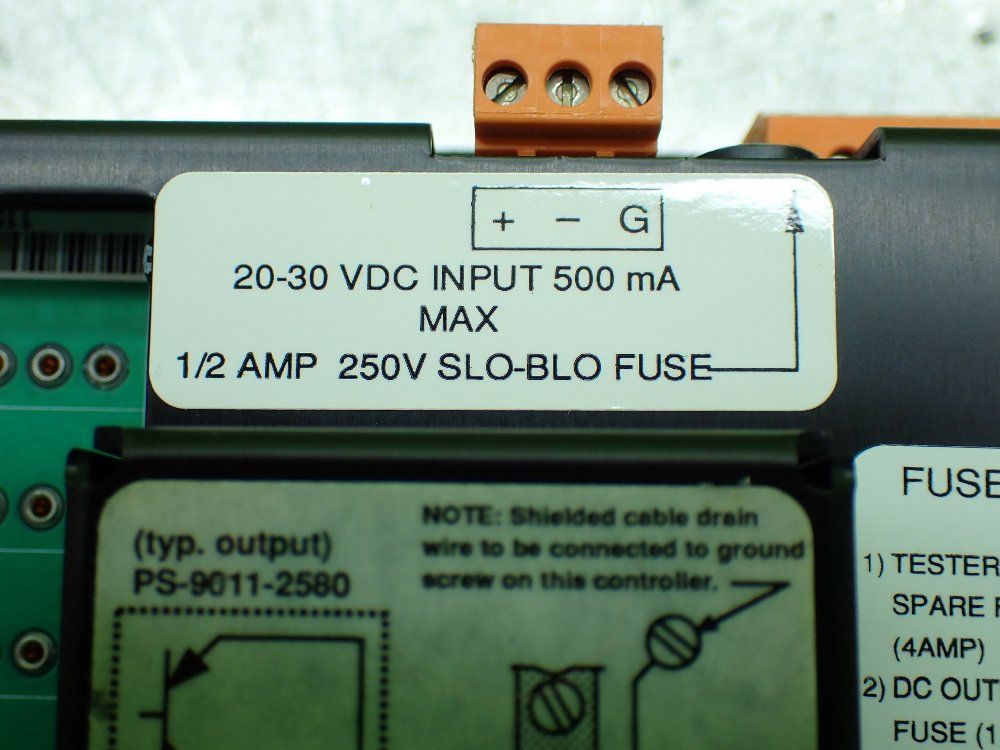 + − G
20-30 VDC INPUT 500 mA
MAX
1/2 AMP 250V SLO-BLO FUSE
(typ. output)
PS-9011-2580
NOTE: Shielded cable drain
wire to be connected to ground
screw on this controller.
FUSE
1) TESTER
SPARE
(4AMP)
2) DC OUT
FUSE (1